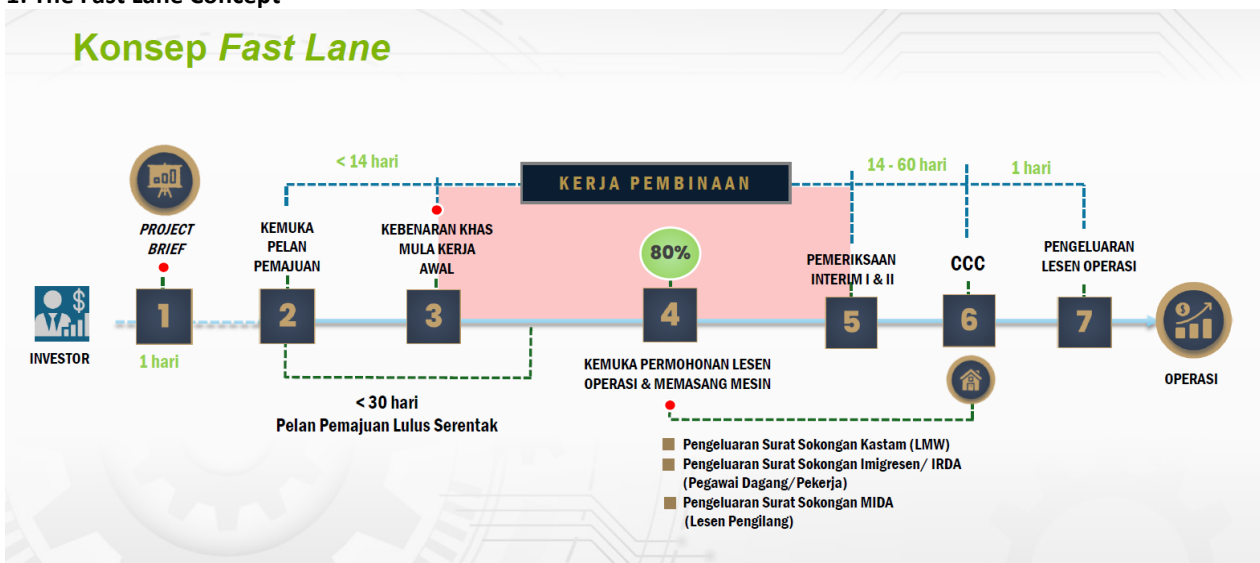 1. The Fast Lane Concept
Konsep Fast Lane
< 14 hari
KERJA PEMBINAAN
14 - 60 hari
1 hari
PROJECT
BRIEF
KEMUKA
PELAN
PEMAJUAN
KEBENARAN KHAS
MULA KERJA
AWAL
80%
PEMERIKSAAN
INTERIM I & II
CCC
PENGELUARAN
LESEN OPERASI
INVESTOR
1
2
3
4
5
6
7
OPERASI
1 hari
< 30 hari
Pelan Pemajuan Lulus Serentak
KEMUKA PERMOHONAN LESEN
OPERASI & MEMASANG MESIN
Pengeluaran Surat Sokongan Kastam (LMW)
Pengeluaran Surat Sokongan Imigresen/ IRDA
(Pegawai Dagang/Pekerja)
Pengeluaran Surat Sokongan MIDA
(Lesen Pengilang)